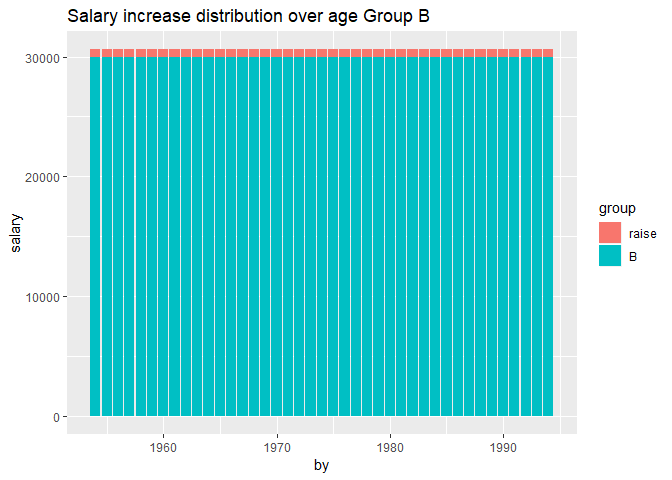 Salary increase distribution over age Group B
salary
30000
20000
10000
0
1960 1970 1980 1990
by
group
raise
B